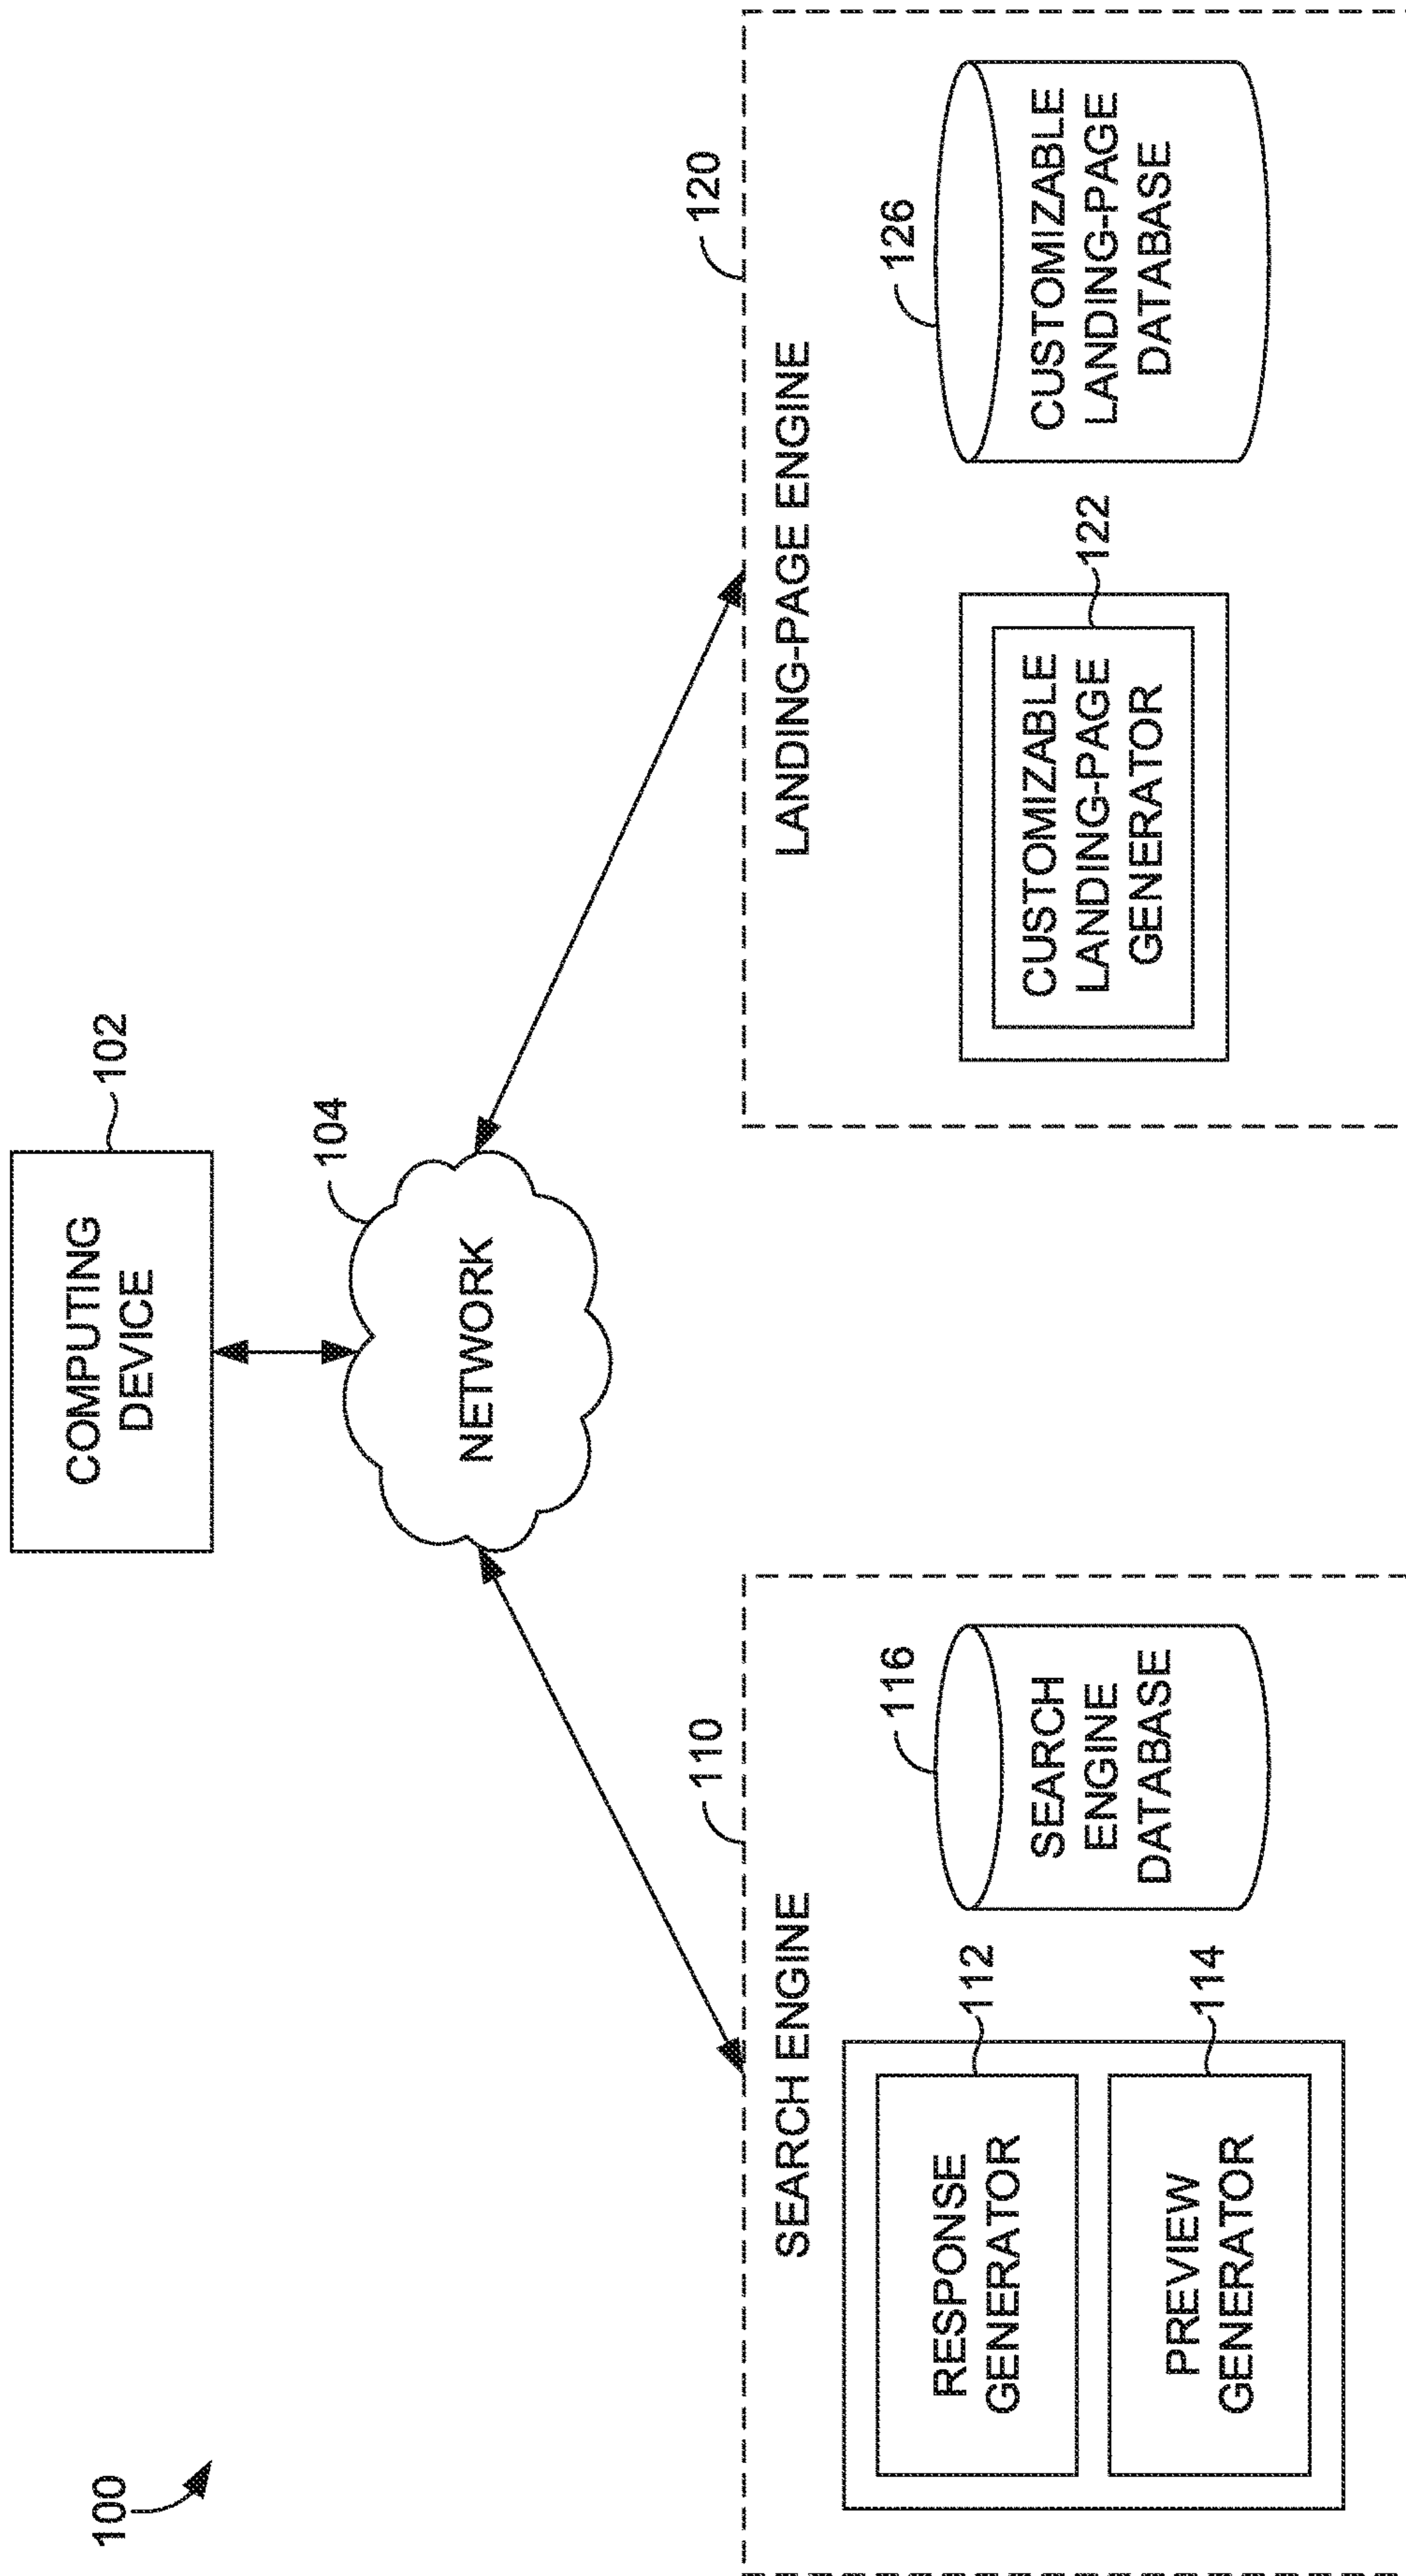 100
COMPUTING
DEVICE
102
NETWORK
104
110
SEARCH ENGINE
RESPONSE
GENERATOR
112
PREVIEW
GENERATOR
114
116
SEARCH
ENGINE
DATABASE
120
LANDING-PAGE ENGINE
CUSTOMIZABLE
LANDING-PAGE
GENERATOR
122
126
CUSTOMIZABLE
LANDING-PAGE
DATABASE